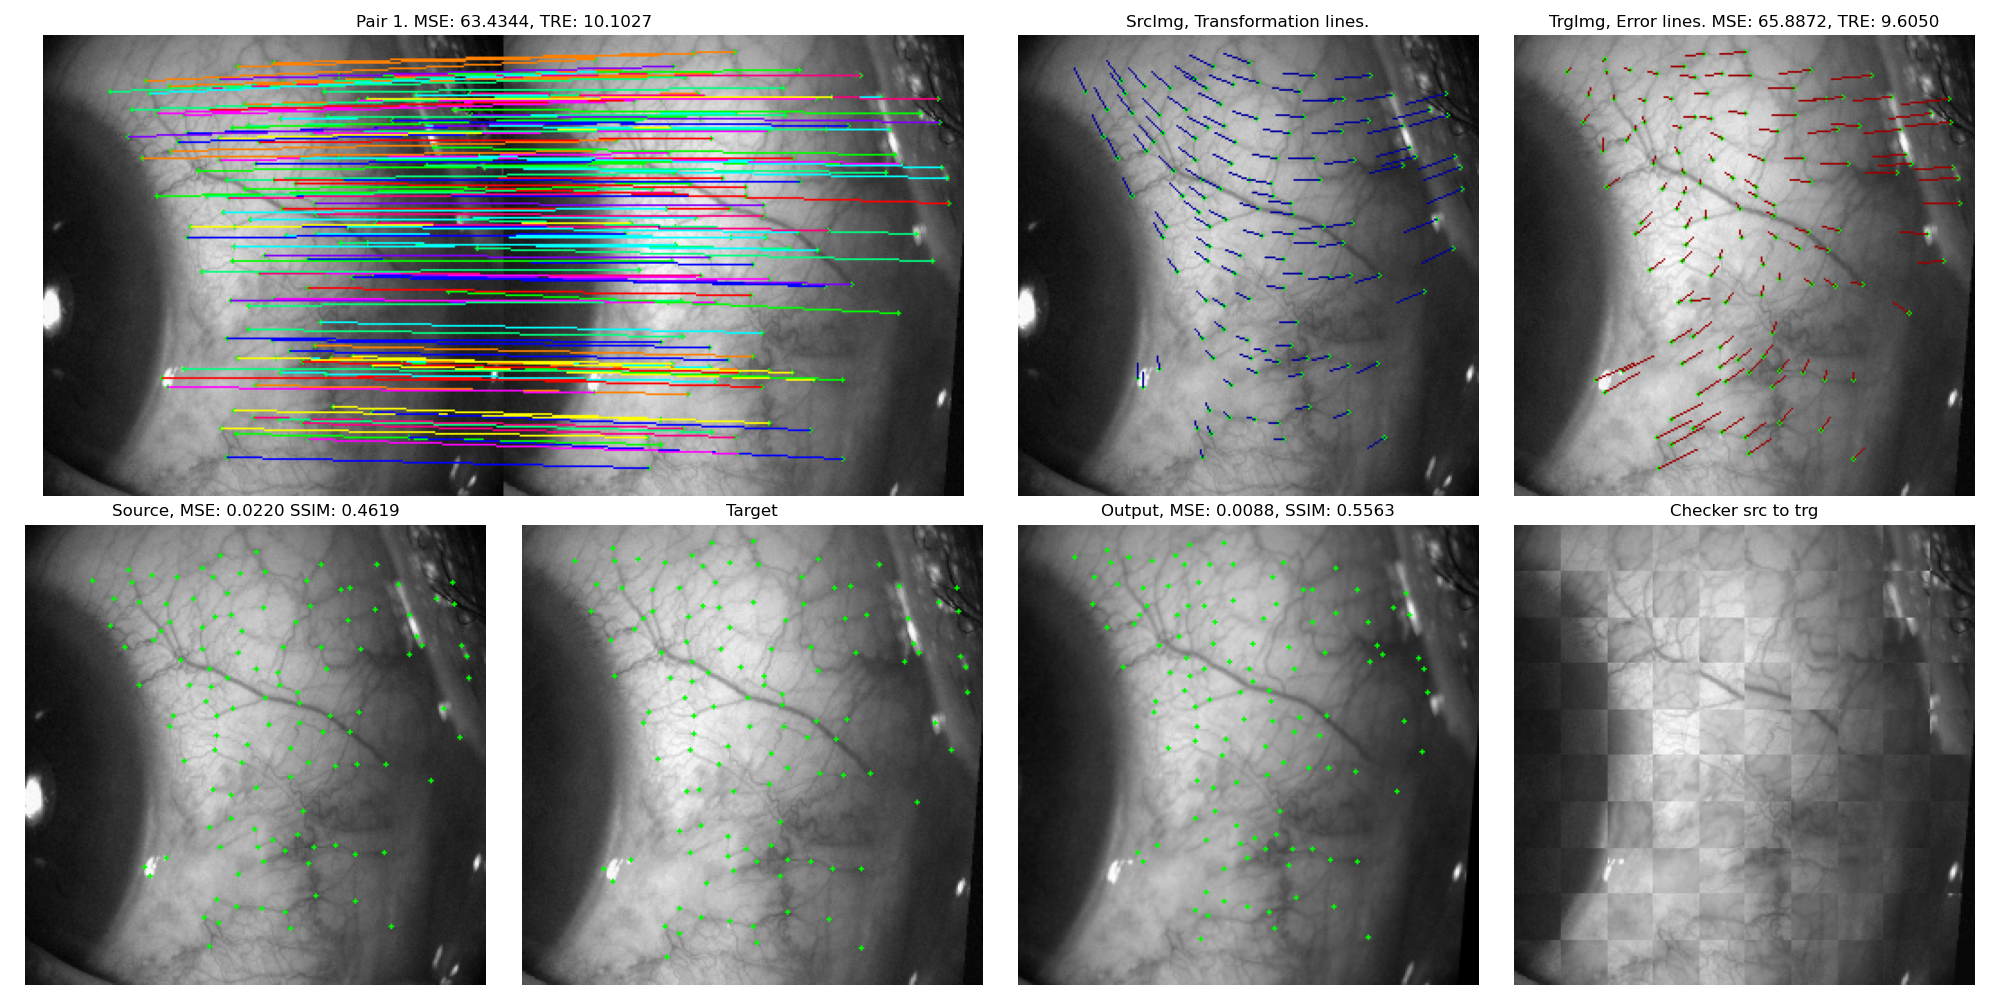 Pair 1. MSE: 63.4344, TRE: 10.1027
SrcImg, Transformation lines.
TrgImg, Error lines. MSE: 65.8872, TRE: 9.6050
Source, MSE: 0.0220 SSIM: 0.4619
Target
Output, MSE: 0.0088, SSIM: 0.5563
Checker src to trg